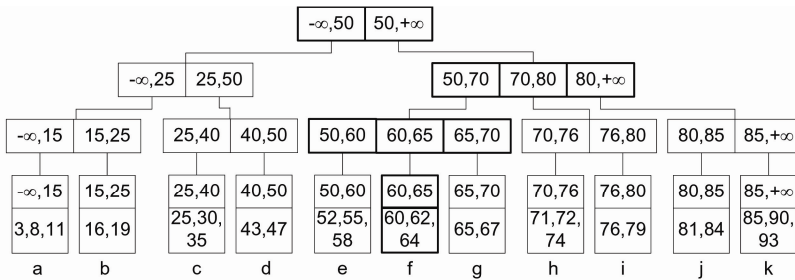 -∞,50 50,+∞
-∞,25 25,50 50,70 70,80 80,+∞
-∞,15 15,25 25,40 40,50 50,60 60,65 65,70 70,76 76,80 80,85 85,+∞
-∞,15 15,25 25,40 40,50 50,60 60,65 65,70 70,76 76,80 80,85 85,+∞
3,8,11 16,19 25,30, 35 43,47 52,55, 58 60,62, 64 65,67 71,72, 74 76,79 81,84 85,90, 93
a b c d e f g h i j k